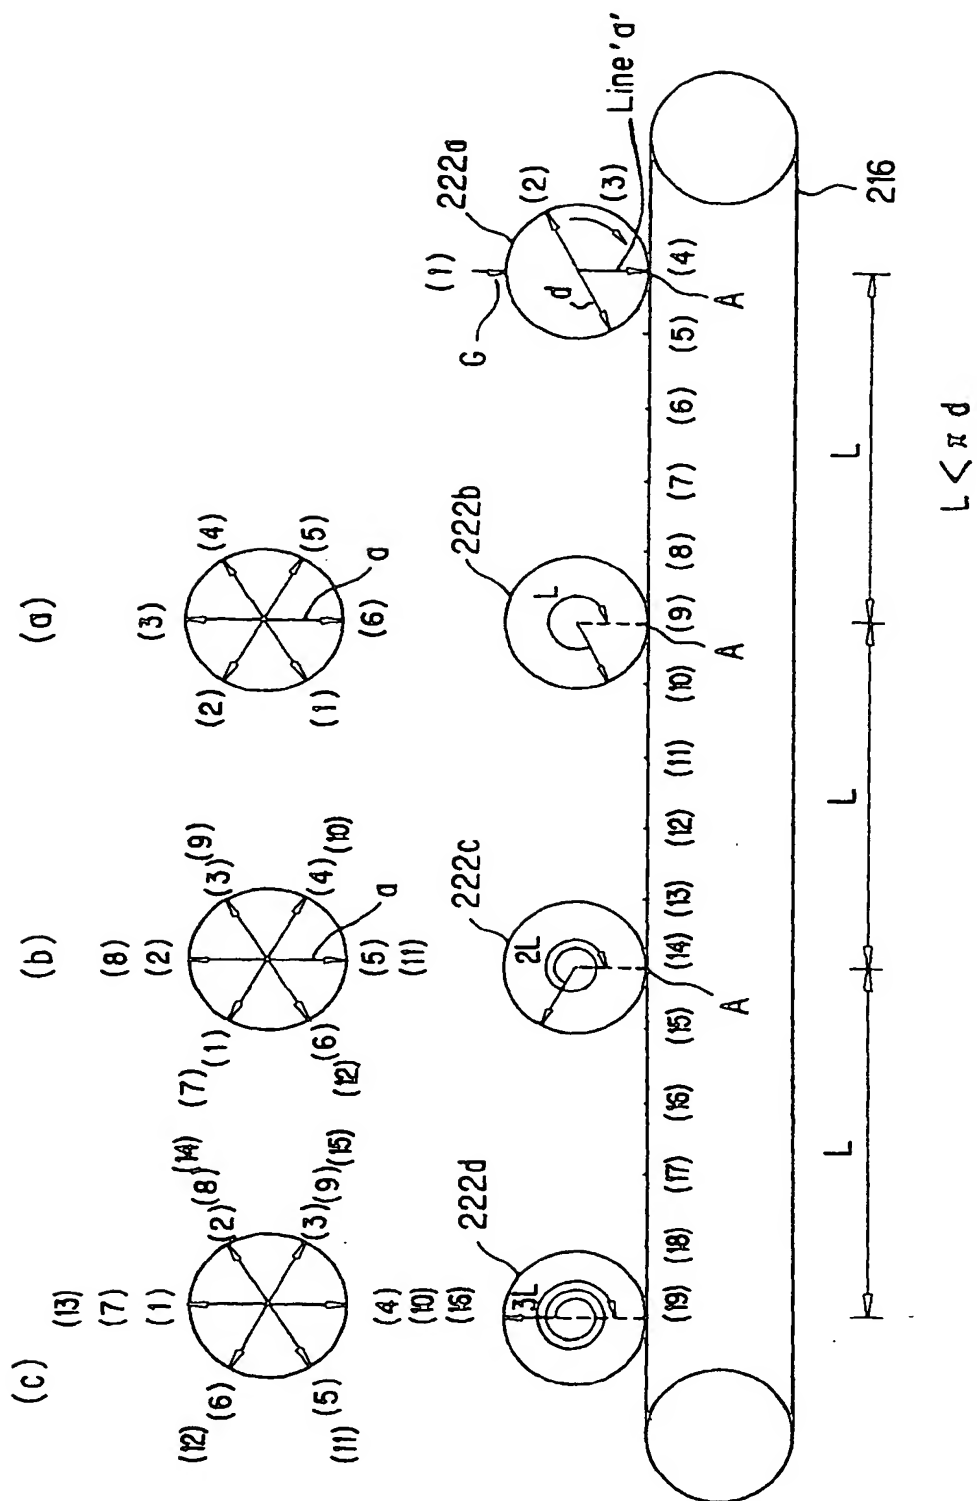 (c)
(13)
(7)
(1)
(12)(6)
(2)(8)(14)
(11)(5)
(3)(9)(15)
(4)
(10)
(16)
(b)
(8)
(2)
(7)(1)
(3)(9)
(12)(6)
(4)(10)
(5)
(11)
a
(a)
(3)
(2)
(4)
(1)
(5)
(6)
a
222d
3L
222c
2L
222b
L
222a
(1)
G
d
(2)
(3)
Line 'a'
(19) (18) (17) (16) (15) (14) (13) (12) (11) (10) (9) (8) (7) (6) (5) (4)
A
A
A
216
L
L
L
L < π d